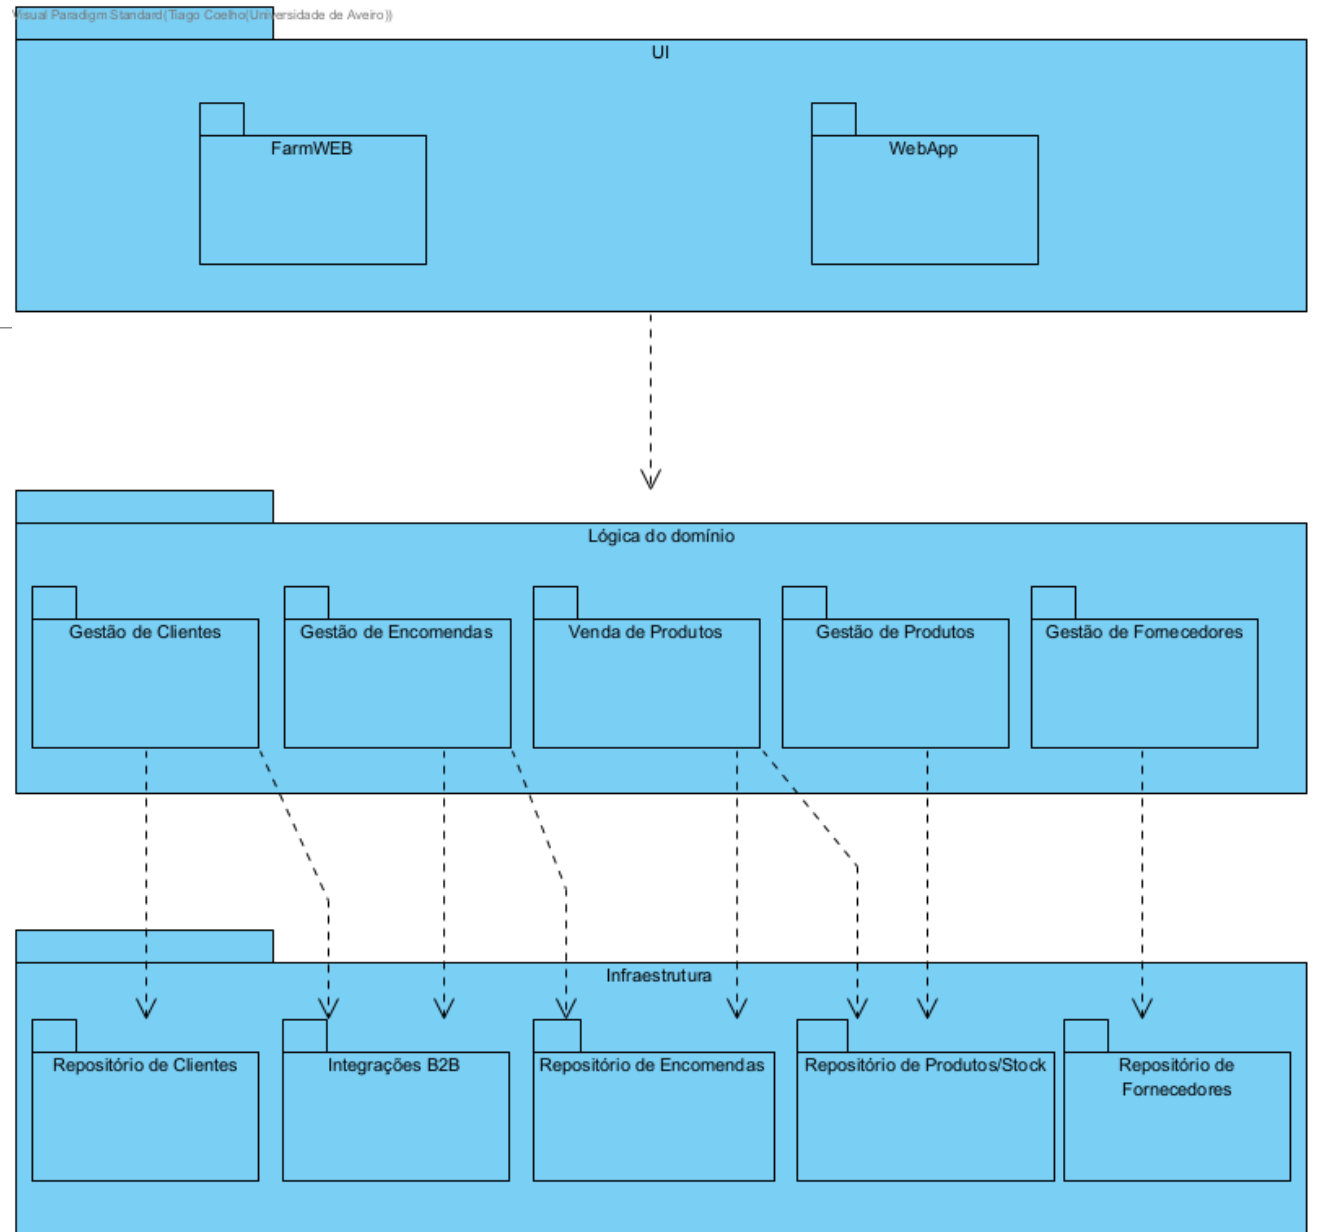 Visual Paradigm Standard(Tiago Coelho(Universidade de Aveiro))
UI
FarmWEB
WebApp
Lógica do domínio
Gestão de Clientes
Gestão de Encomendas
Venda de Produtos
Gestão de Produtos
Gestão de Fornecedores
Infraestrutura
Repositório de Clientes
Integrações B2B
Repositório de Encomendas
Repositório de Produtos/Stock
Repositório de
Fornecedores